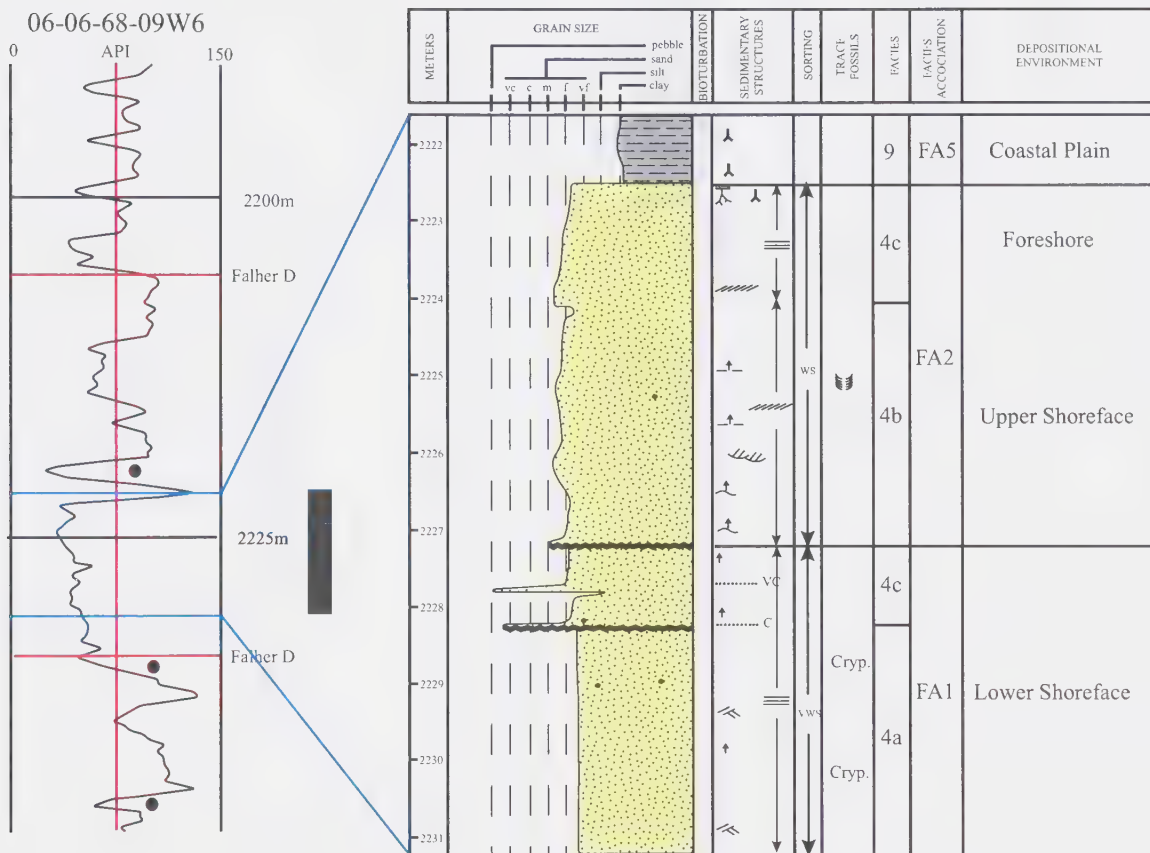 06-06-68-09W6
0 API 150
2200m
Falher D
2225m
Falher D
METERS
GRAIN SIZE
pebble
sand
silt
clay
vc c m f vf
BIOTURBATION
SEDIMENTARY STRUCTURES
SORTING
TRACE FOSSILS
FACIES
FACIES ACCOCIATION
DEPOSITIONAL ENVIRONMENT
2222
2223
2224
2225
2226
2227
2228
2229
2230
2231
9 FA5 Coastal Plain
4c Foreshore
WS
FA2
4b Upper Shoreface
VC
4c
C
Cryp.
FA1 Lower Shoreface
VWS
4a
Cryp.